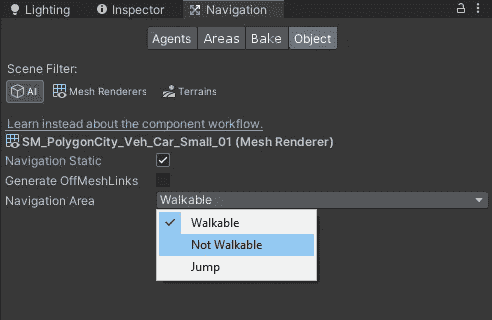 Lighting Inspector Navigation
Agents Areas Bake Object
Scene Filter:
All Mesh Renderers Terrains
Learn instead about the component workflow.
SM_PolygonCity_Veh_Car_Small_01 (Mesh Renderer)
Navigation Static
Generate OffMeshLinks
Navigation Area Walkable
Walkable
Not Walkable
Jump